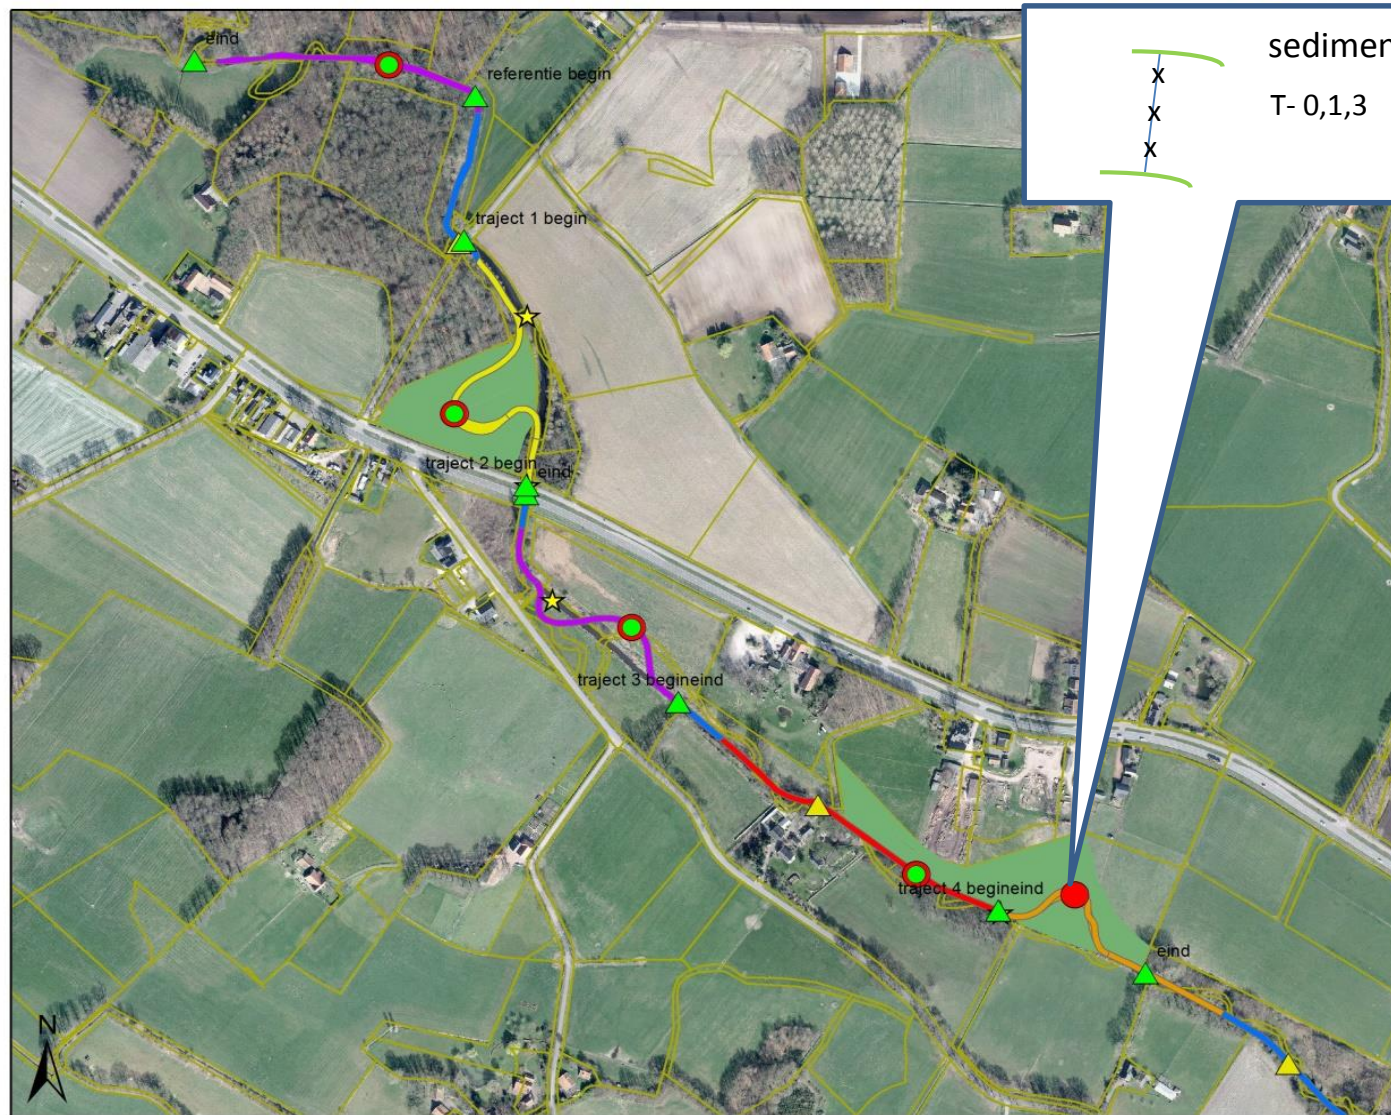 eind
sedimen
x
referentie begin
T- 0,1,3
x
x
traject 1 begin
traject 2 begin
eind
traject 3 begineind
traject 4 begineind
eind
N